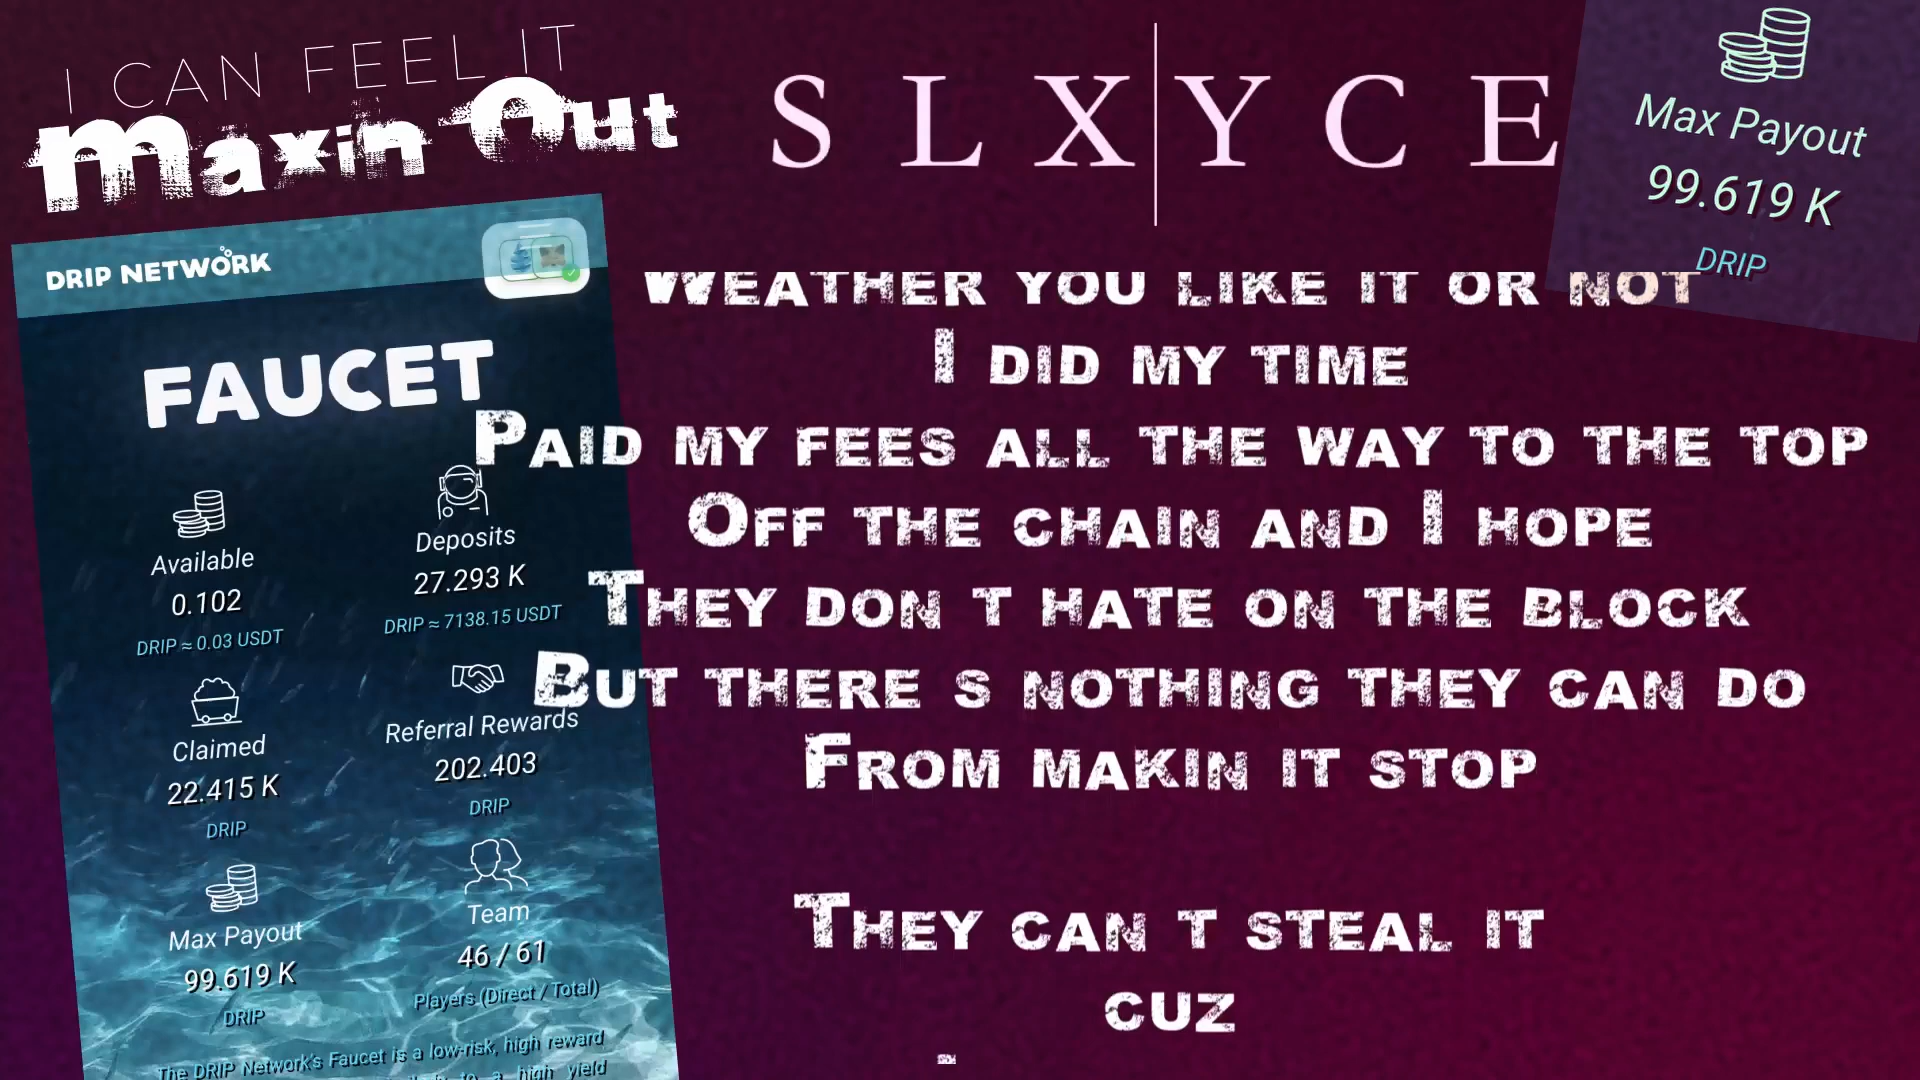 I CAN FEEL IT
Maxin Out
SLXYCE
Max Payout
99.619 K
DRIP
DRIP NETWORK
FAUCET
Available
0.102
DRIP ≈ 0.03 USDT
Deposits
27.293 K
DRIP ≈ 7138.15 USDT
Claimed
22.415 K
DRIP
Referral Rewards
202.403
DRIP
Max Payout
99.619 K
DRIP
Team
46 / 61
Players (Direct / Total)
The DRIP Network's Faucet is a low-risk, high reward
to a high yield
WEATHER YOU LIKE IT OR NOT
I DID MY TIME
PAID MY FEES ALL THE WAY TO THE TOP
OFF THE CHAIN AND I HOPE
THEY DON T HATE ON THE BLOCK
BUT THERE S NOTHING THEY CAN DO
FROM MAKIN IT STOP
THEY CAN T STEAL IT
CUZ